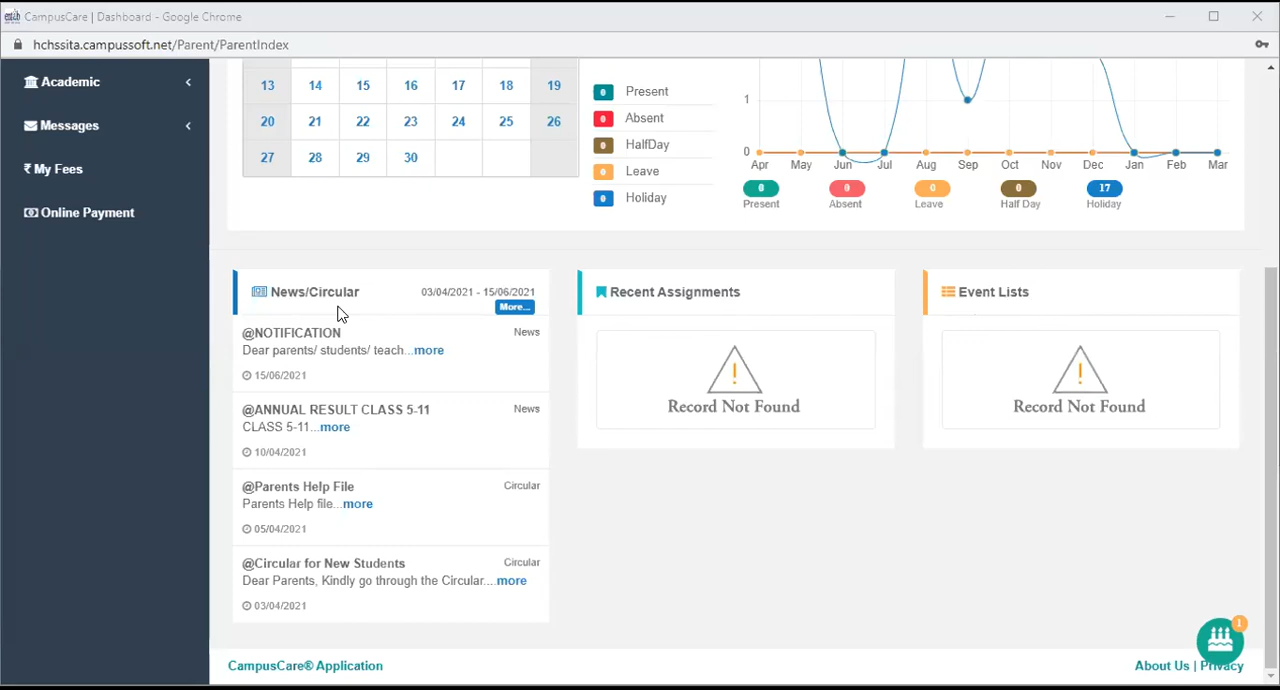 CampusCare | Dashboard - Google Chrome
hchssita.campussoft.net/Parent/ParentIndex
Academic
Messages
₹ My Fees
Online Payment
13 14 15 16 17 18 19
20 21 22 23 24 25 26
27 28 29 30
0 Present
0 Absent
0 HalfDay
0 Leave
0 Holiday
1
0
Apr May Jun Jul Aug Sep Oct Nov Dec Jan Feb Mar
0 0 0 0 17
Present Absent Leave Half Day Holiday
News/Circular 03/04/2021 - 15/06/2021
More...
@NOTIFICATION News
Dear parents/ students/ teach...more
15/06/2021
@ANNUAL RESULT CLASS 5-11 News
CLASS 5-11...more
10/04/2021
@Parents Help File Circular
Parents Help file...more
05/04/2021
@Circular for New Students Circular
Dear Parents, Kindly go through the Circular....more
03/04/2021
Recent Assignments
!
Record Not Found
Event Lists
!
Record Not Found
1
CampusCare® Application
About Us | Privacy